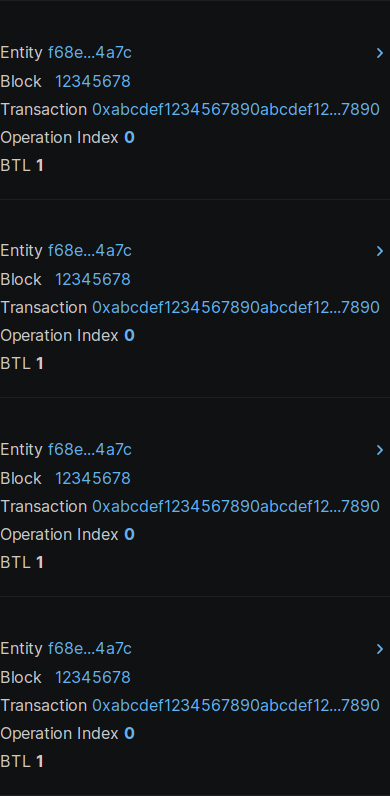 Entity f68e...4a7c
Block 12345678
Transaction 0xabcdef1234567890abcdef12...7890
Operation Index 0
BTL 1
Entity f68e...4a7c
Block 12345678
Transaction 0xabcdef1234567890abcdef12...7890
Operation Index 0
BTL 1
Entity f68e...4a7c
Block 12345678
Transaction 0xabcdef1234567890abcdef12...7890
Operation Index 0
BTL 1
Entity f68e...4a7c
Block 12345678
Transaction 0xabcdef1234567890abcdef12...7890
Operation Index 0
BTL 1